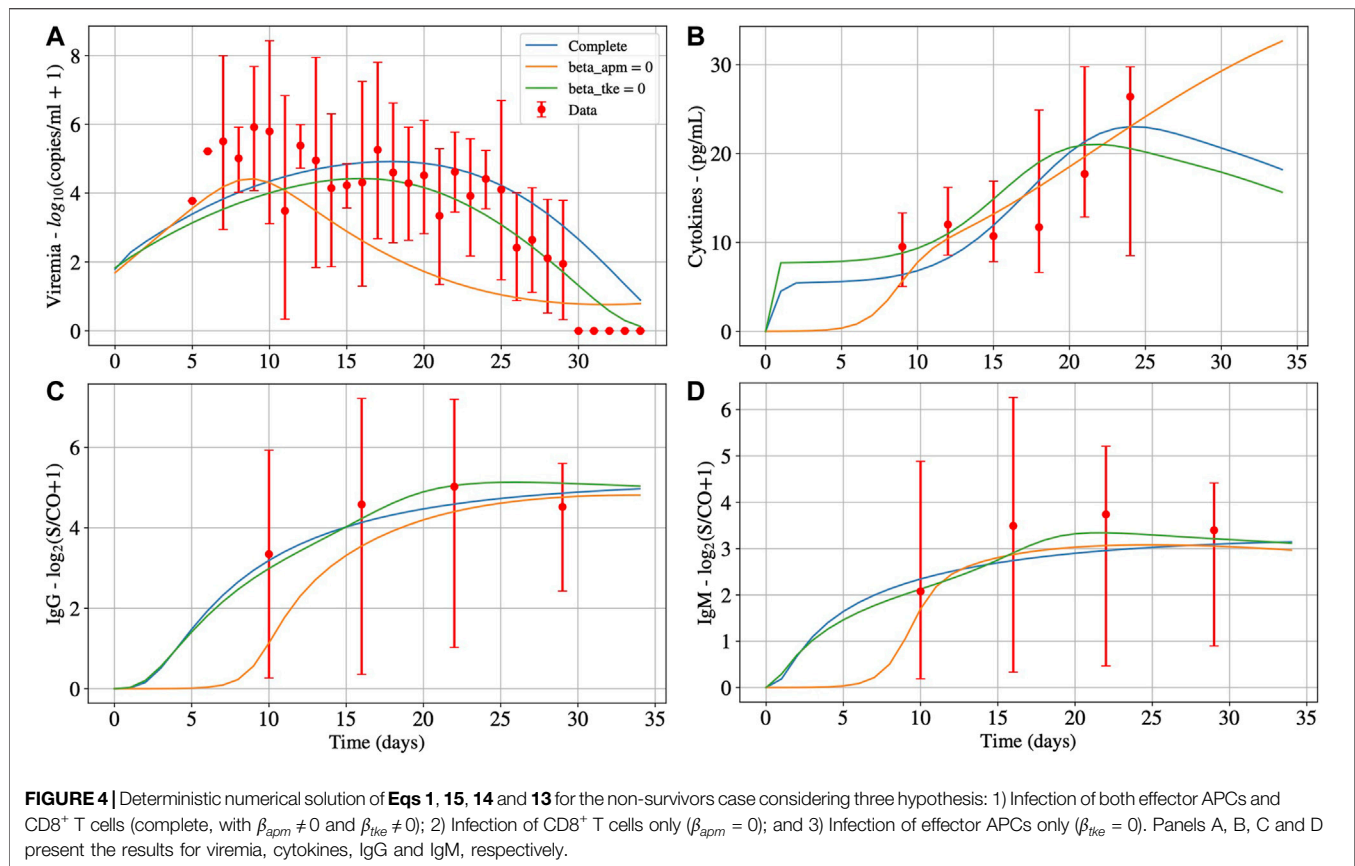 A
Viremia - log10(copies/ml + 1)
8
6
4
2
0
0 5 10 15 20 25 30 35
Complete
beta_apm = 0
beta_tke = 0
Data
B
Cytokines - (pg/mL)
30
20
10
0
0 5 10 15 20 25 30 35
C
IgG - log2(S/CO+1)
6
4
2
0
0 5 10 15 20 25 30 35
Time (days)
D
IgM - log2(S/CO+1)
6
5
4
3
2
1
0
0 5 10 15 20 25 30 35
Time (days)
FIGURE 4 | Deterministic numerical solution of Eqs 1, 15, 14 and 13 for the non-survivors case considering three hypothesis: 1) Infection of both effector APCs and
CD8+ T cells (complete, with βapm ≠ 0 and βtke ≠ 0); 2) Infection of CD8+ T cells only (βapm = 0); and 3) Infection of effector APCs only (βtke = 0). Panels A, B, C and D
present the results for viremia, cytokines, IgG and IgM, respectively.